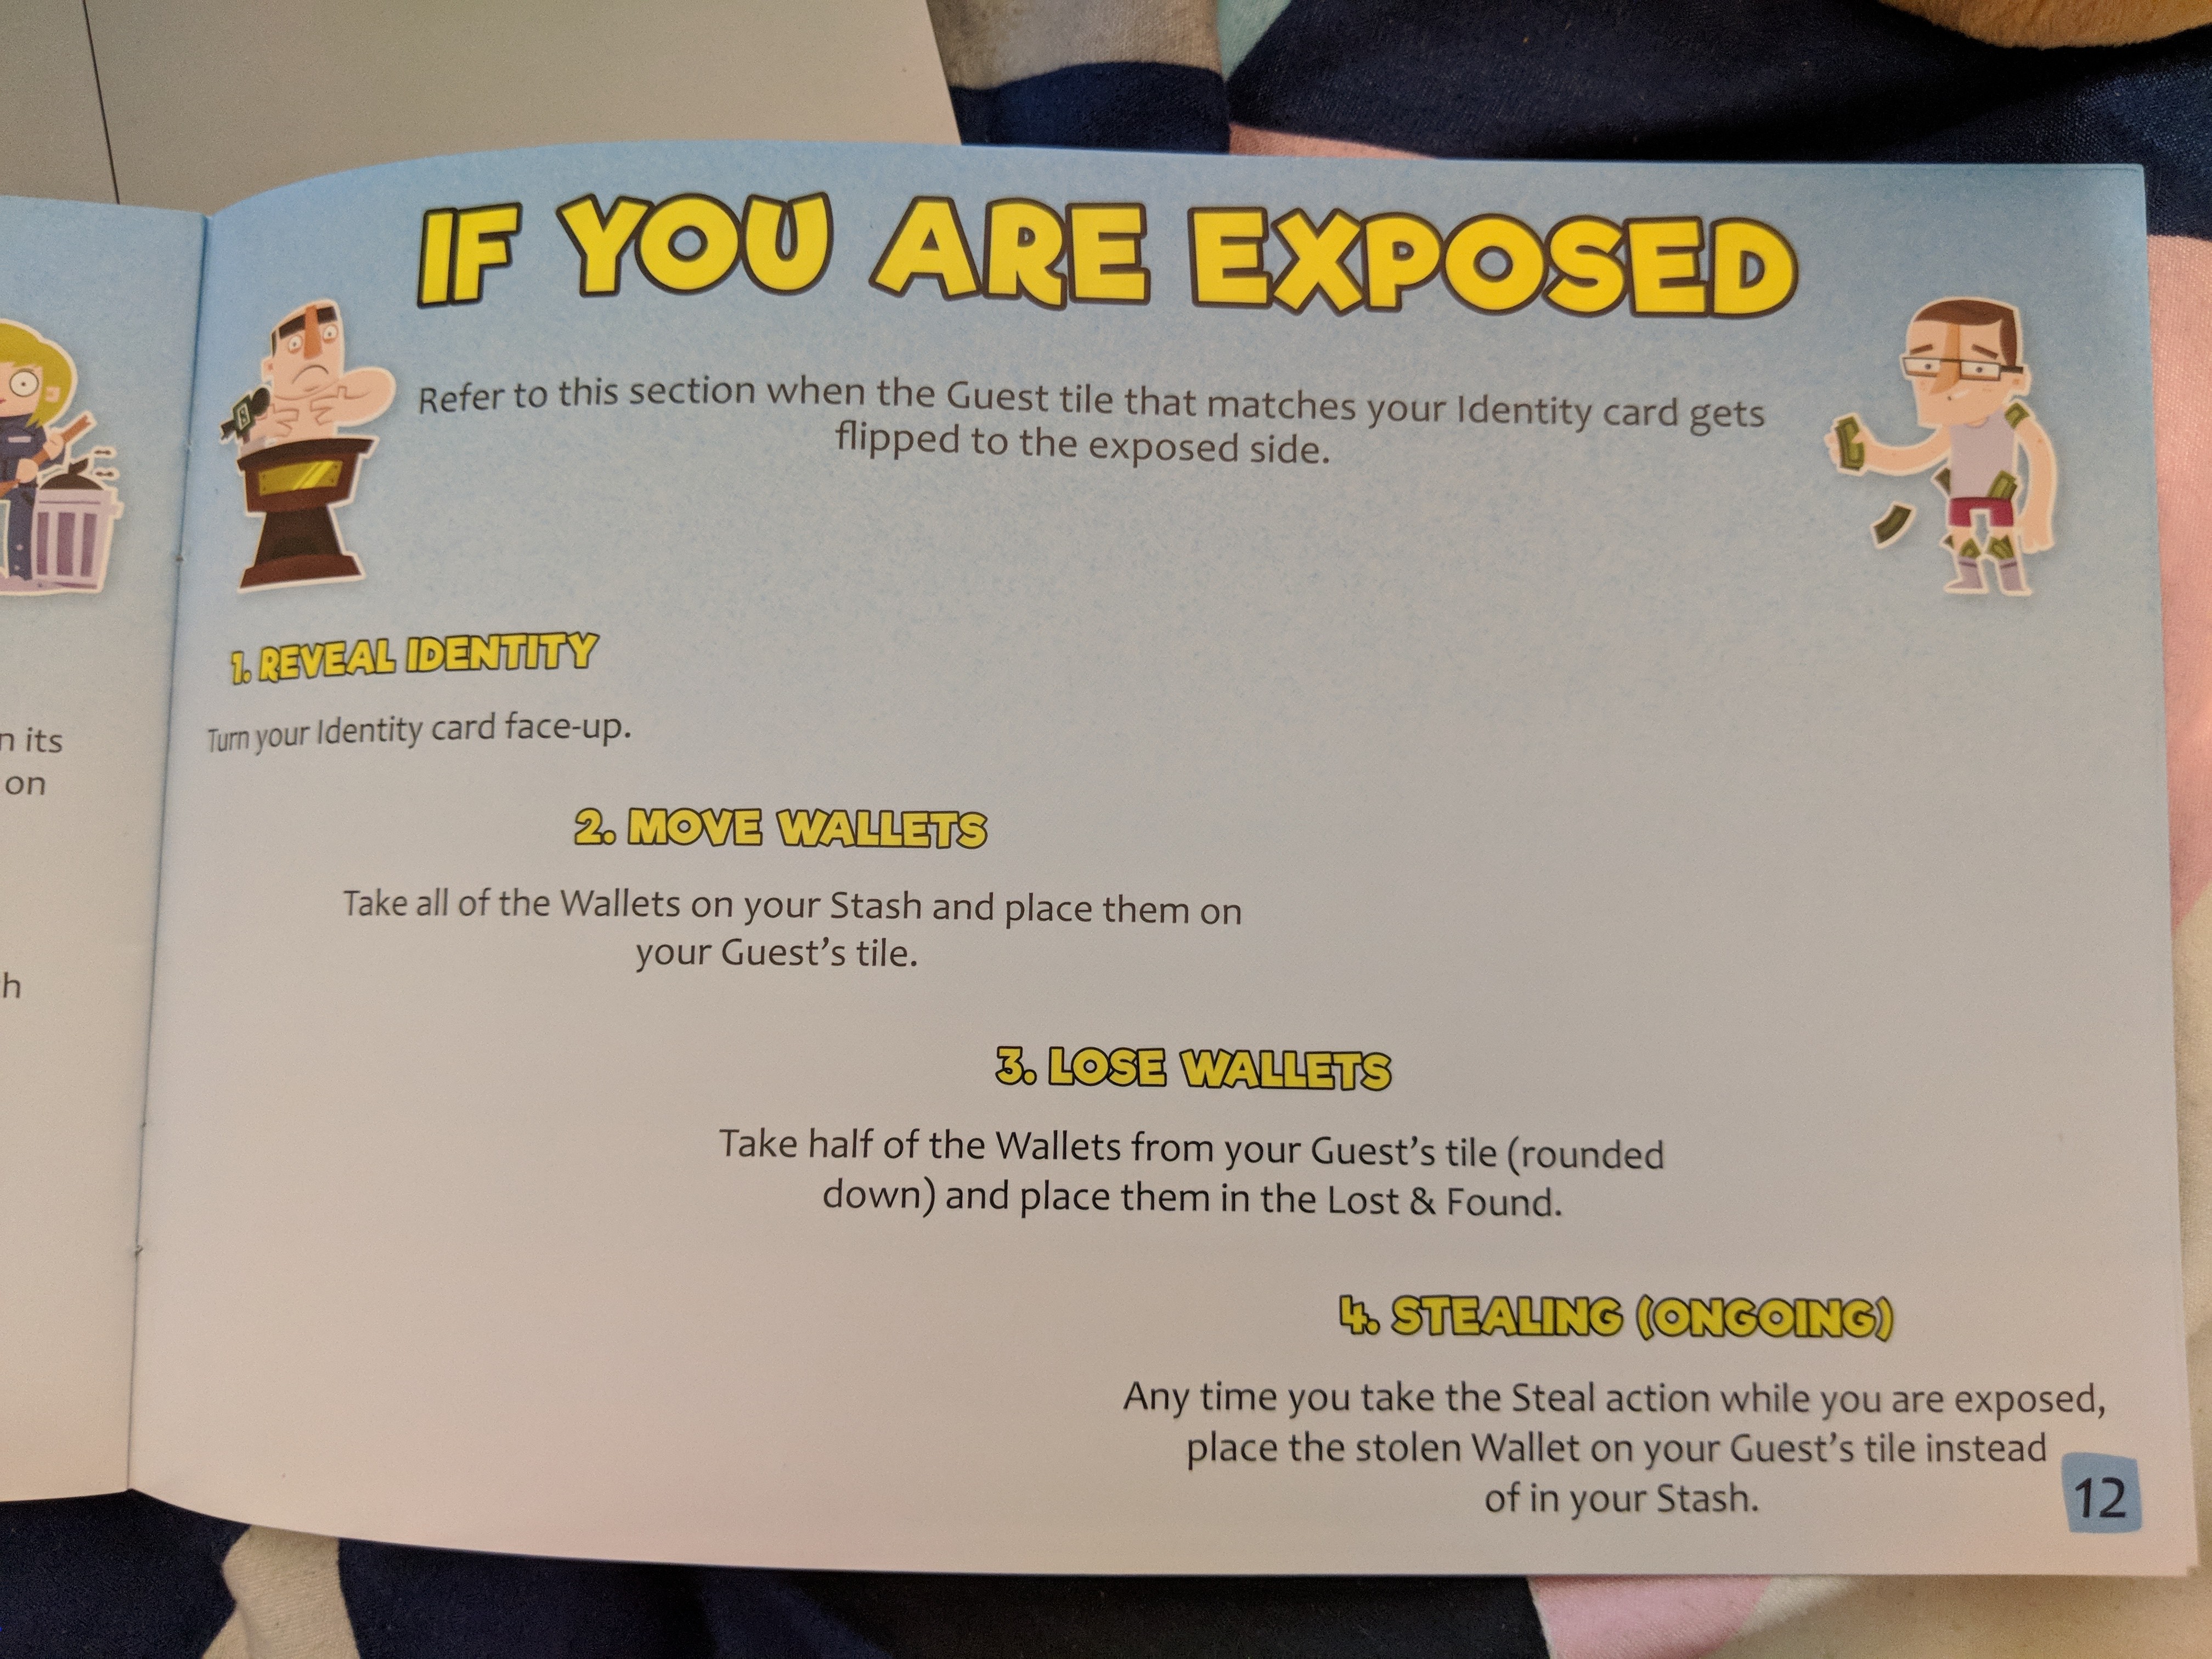 IF YOU ARE EXPOSED
Refer to this section when the Guest tile that matches your Identity card gets
flipped to the exposed side.
1. REVEAL IDENTITY
Turn your Identity card face-up.
2. MOVE WALLETS
Take all of the Wallets on your Stash and place them on
your Guest's tile.
3. LOSE WALLETS
Take half of the Wallets from your Guest's tile (rounded
down) and place them in the Lost & Found.
4. STEALING (ONGOING)
Any time you take the Steal action while you are exposed,
place the stolen Wallet on your Guest's tile instead
of in your Stash.
12
its
on